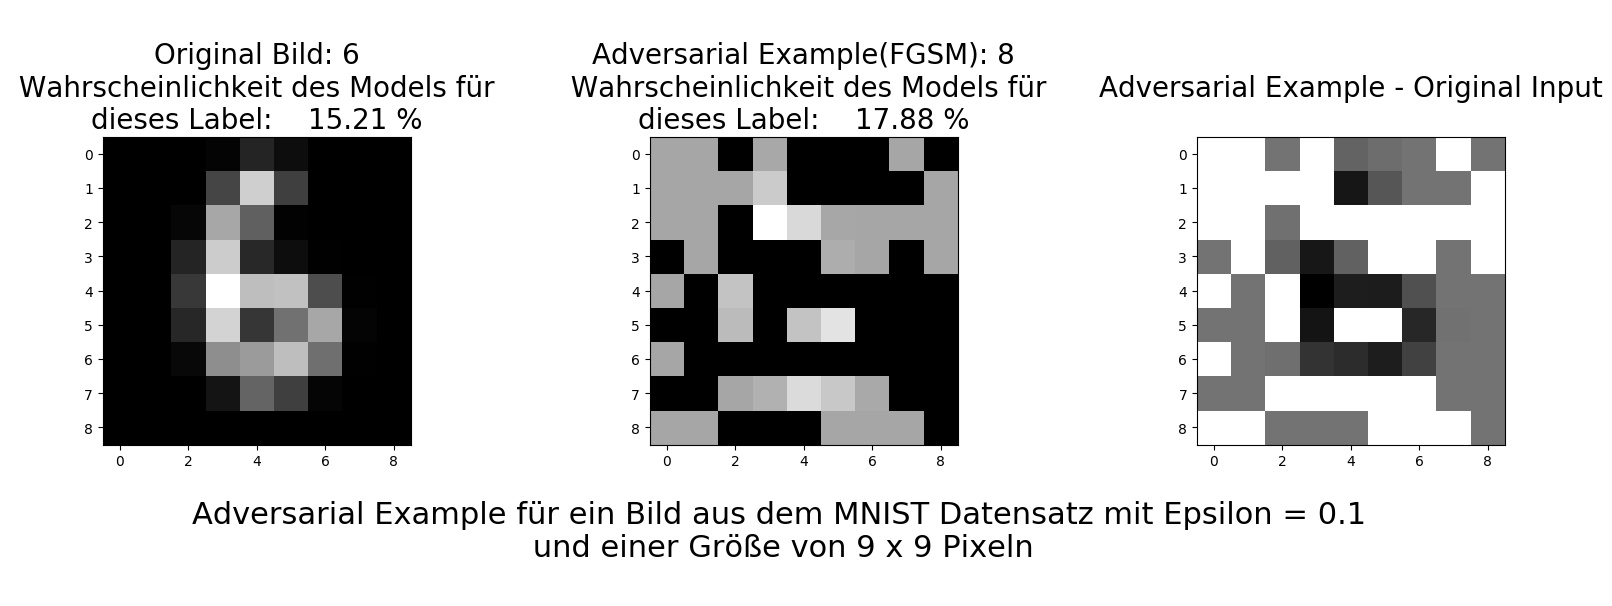 Original Bild: 6
Wahrscheinlichkeit des Models für
dieses Label: 15.21 %
Adversarial Example(FGSM): 8
Wahrscheinlichkeit des Models für
dieses Label: 17.88 %
Adversarial Example - Original Input
0
1
2
3
4
5
6
7
8
0 2 4 6 8
0
1
2
3
4
5
6
7
8
0 2 4 6 8
0
1
2
3
4
5
6
7
8
0 2 4 6 8
Adversarial Example für ein Bild aus dem MNIST Datensatz mit Epsilon = 0.1
und einer Größe von 9 x 9 Pixeln